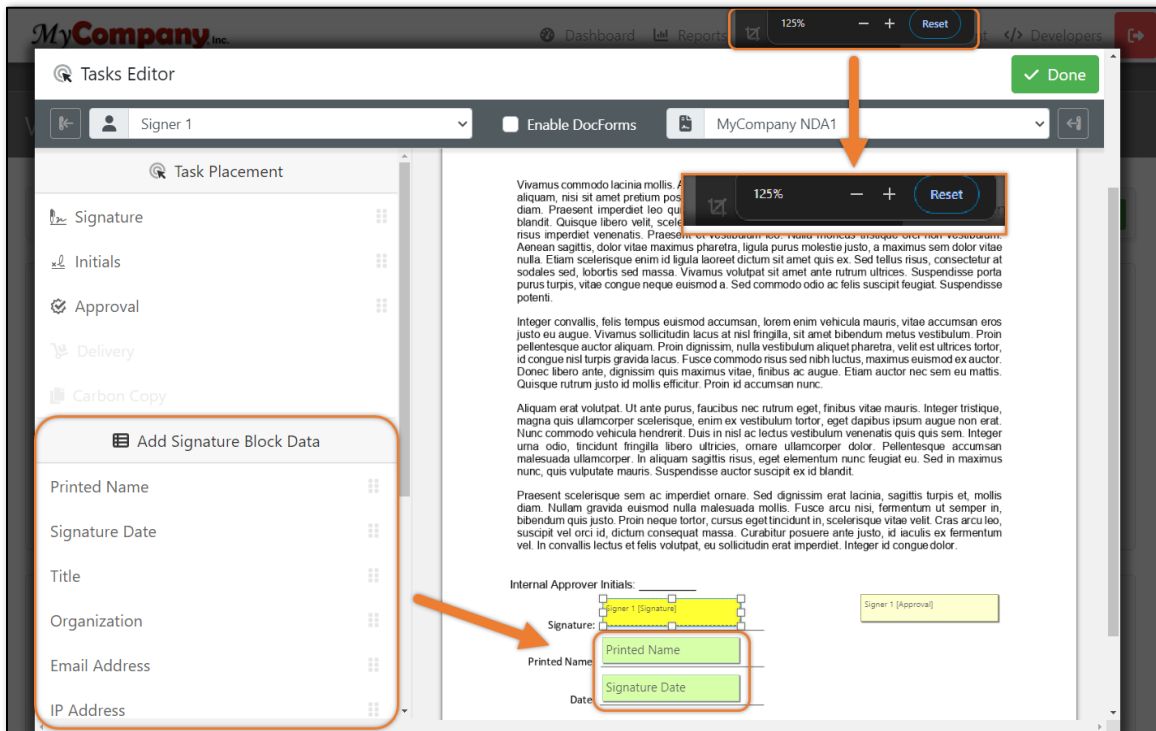 MyCompany, Inc.
Dashboard
Reports
125%
Reset
Developers
Tasks Editor
Done
Signer 1
Enable DocForms
MyCompany NDA1
Task Placement
Signature
Initials
Approval
Delivery
Carbon Copy
Add Signature Block Data
Printed Name
Signature Date
Title
Organization
Email Address
IP Address
125%
Reset
Vivamus commodo lacinia mollis.
aliquam, nisi sit amet pretium
diam. Praesent imperdiet leo
blandit. Quisque libero velit,
risus imperdiet venenatis.
Aenean sagittis, dolor vitae maximus pharetra, ligula purus molestie justo, a maximus sem dolor vitae
nulla. Etiam scelerisque enim id ligula laoreet dictum sit amet quis ex. Sed tellus risus, consectetur at
sodales sed, lobortis sed massa. Vivamus volutpat sit amet ante rutrum ultrices. Suspendisse porta
purus turpis, vitae congue neque euismod a. Sed commodo odio ac felis suscipit feugiat. Suspendisse
potenti.
Integer convallis, felis tempus euismod accumsan, lorem enim vehicula mauris, vitae accumsan eros
justo eu augue. Vivamus sollicitudin lacus at nisl fringilla, sit amet bibendum metus vestibulum. Proin
pellentesque auctor aliquam. Proin dignissim, nulla vestibulum aliquet pharetra, velit est ultrices tortor,
id congue nisl turpis gravida lacus. Fusce commodo risus sed nibh luctus, maximus euismod ex auctor.
Donec libero ante, dignissim quis maximus vitae, finibus ac augue. Etiam auctor nec sem eu mattis.
Quisque rutrum justo id mollis efficitur. Proin id accumsan nunc.
Aliquam erat volutpat. Ut ante purus, faucibus nec rutrum eget, finibus vitae mauris. Integer tristique,
magna quis ullamcorper scelerisque, enim ex vestibulum tortor, eget dapibus ipsum augue non erat.
Nunc commodo vehicula hendrerit. Duis in nisl ac lectus vestibulum venenatis quis quis sem. Integer
urna odio, tincidunt fringilla libero ultricies, ornare ullamcorper dolor. Pellentesque accumsan
malesuada ullamcorper. In aliquam sagittis risus, eget elementum nunc feugiat eu. Sed in maximus
nunc, quis vulputate mauris. Suspendisse auctor suscipit ex id blandit.
Praesent scelerisque sem ac imperdiet ornare. Sed dignissim erat lacinia, sagittis turpis et, mollis
diam. Nullam gravida euismod nulla malesuada mollis. Fusce arcu nisi, fermentum ut semper in,
bibendum quis justo. Proin neque tortor, cursus eget tincidunt in, scelerisque vitae velit. Cras arcu leo,
suscipit vel orci id, dictum consequat massa. Curabitur posuere ante justo, id iaculis ex fermentum
vel. In convallis lectus et felis volutpat, eu sollicitudin erat imperdiet. Integer id congue dolor.
Internal Approver Initials:
Signer 1 [Signature]
Signer 1 [Approval]
Signature:
Printed Name
Printed Name
Signature Date
Date